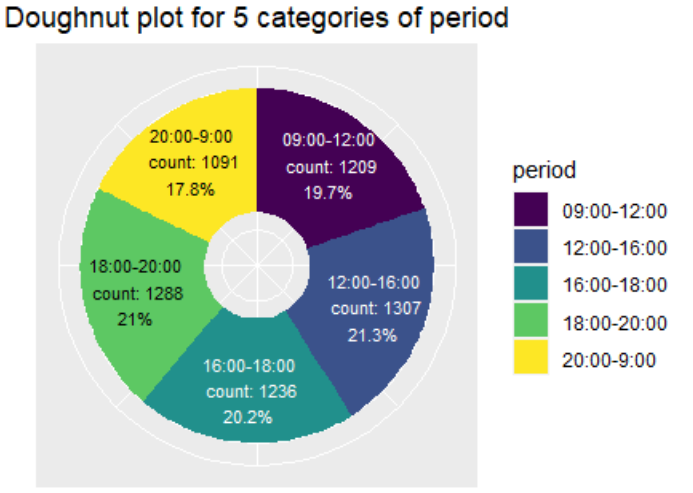 Doughnut plot for 5 categories of period
20:00-9:00
count: 1091
17.8%
09:00-12:00
count: 1209
19.7%
18:00-20:00
count: 1288
21%
12:00-16:00
count: 1307
21.3%
16:00-18:00
count: 1236
20.2%
period
09:00-12:00
12:00-16:00
16:00-18:00
18:00-20:00
20:00-9:00